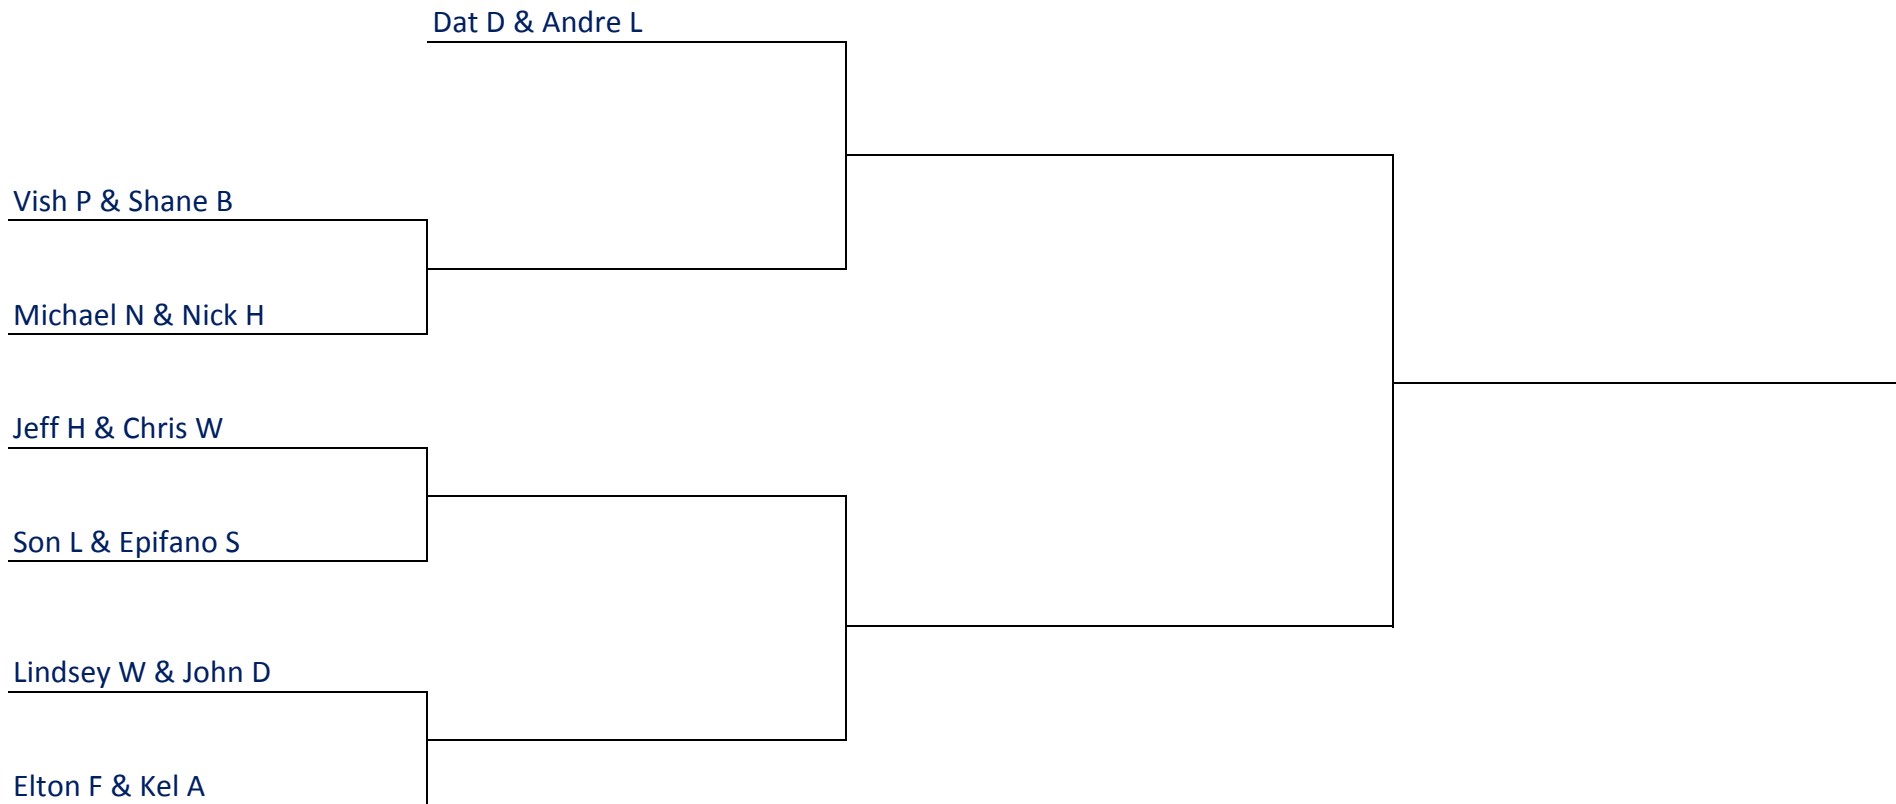 Dat D & Andre L
Vish P & Shane B
Michael N & Nick H
Jeff H & Chris W
Son L & Epifano S
Lindsey W & John D
Elton F & Kel A